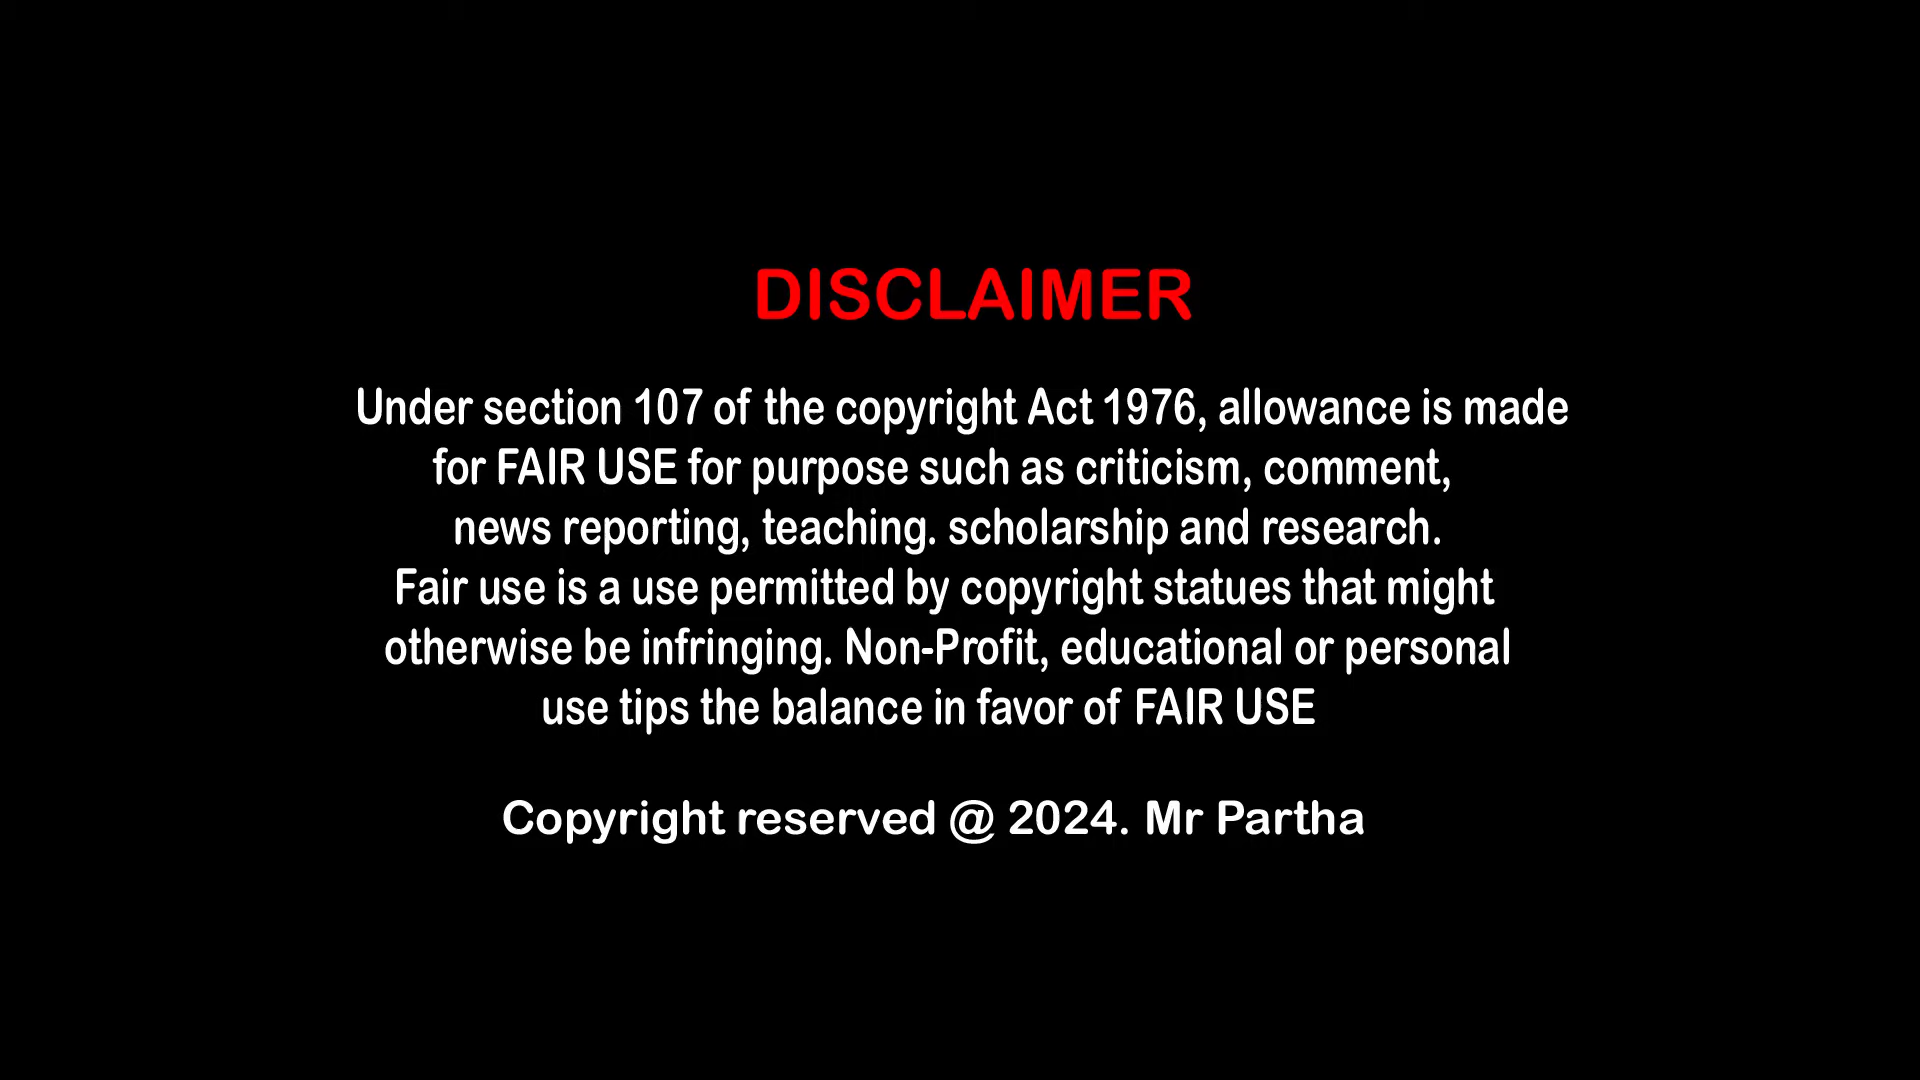 DISCLAIMER
Under section 107 of the copyright Act 1976, allowance is made
for FAIR USE for purpose such as criticism, comment,
news reporting, teaching. scholarship and research.
Fair use is a use permitted by copyright statues that might
otherwise be infringing. Non-Profit, educational or personal
use tips the balance in favor of FAIR USE
Copyright reserved @ 2024. Mr Partha